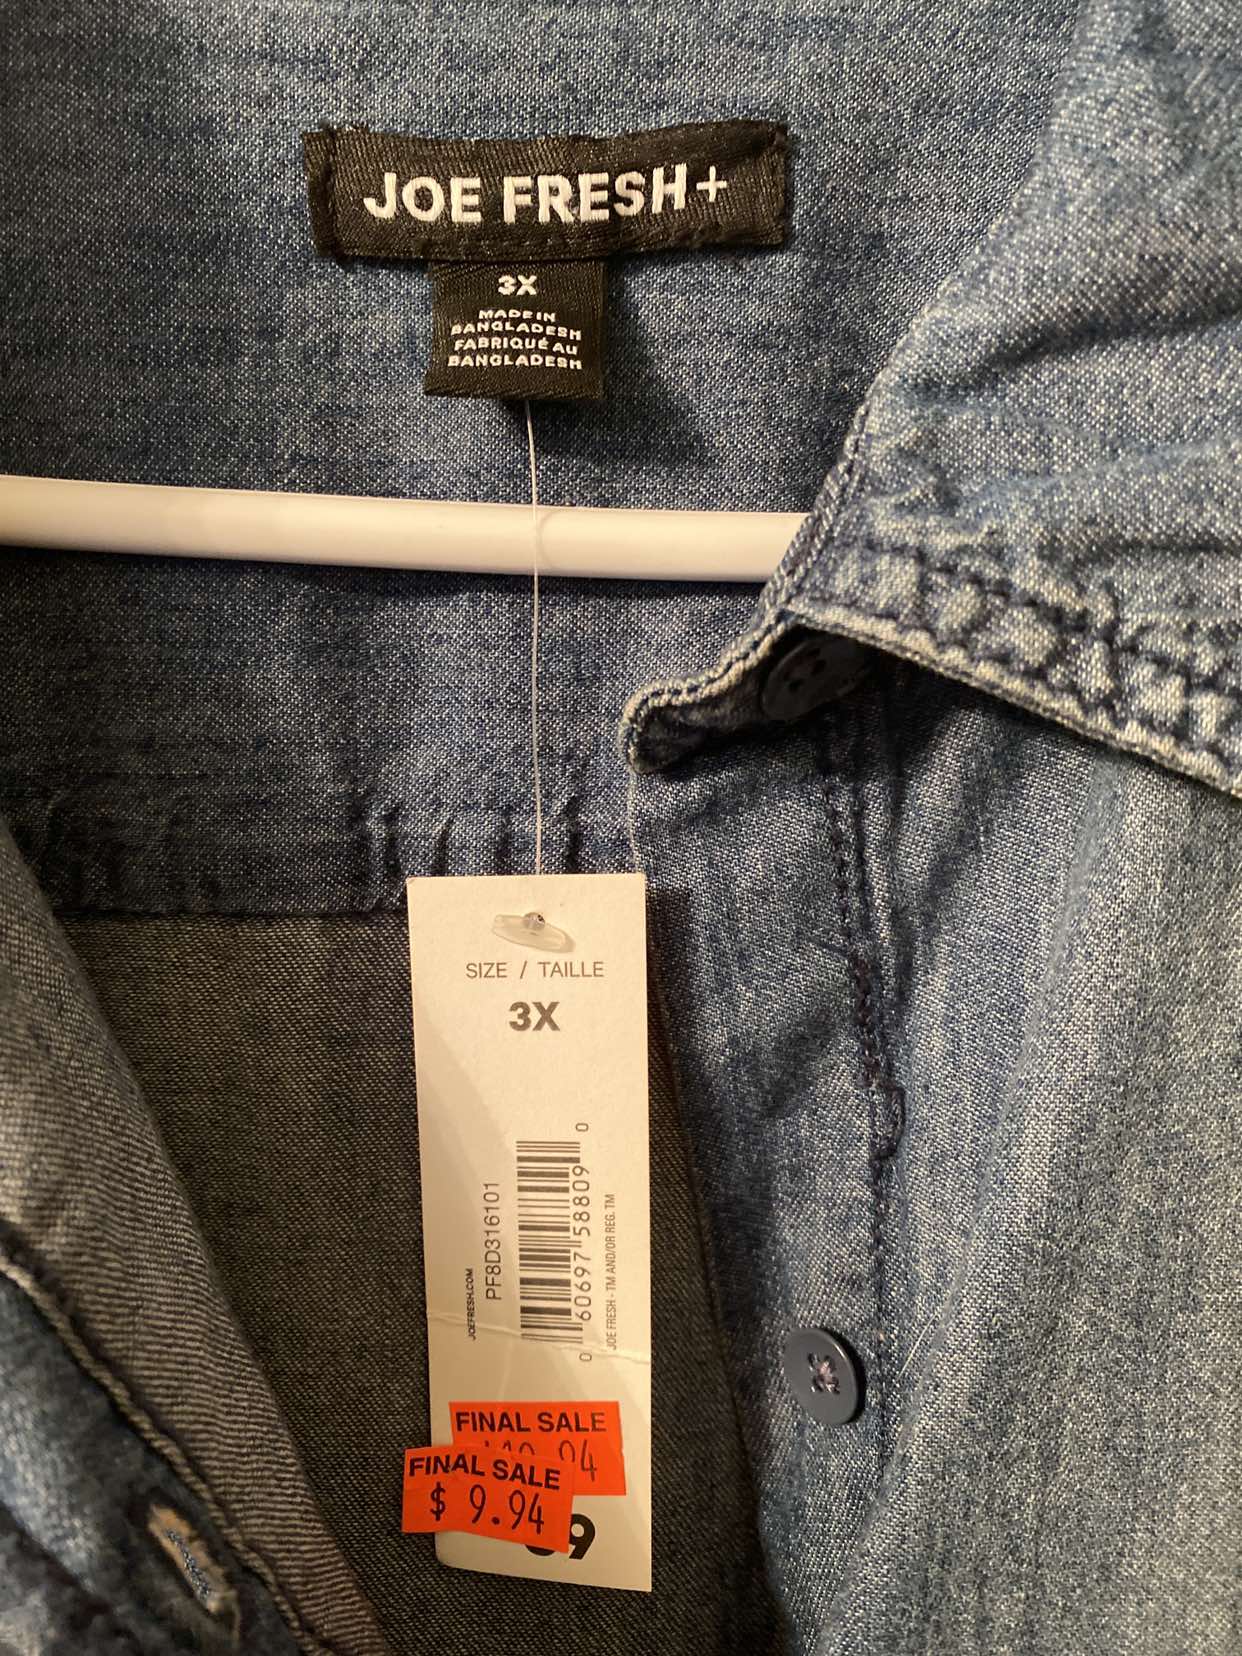 JOE FRESH+
3X
MADE IN
BANGLADESH
FABRIQUÉ AU
BANGLADESH
SIZE / TAILLE
3X
JOEFRESH.COM
PF8D316101
0 60697 58809 0
JOE FRESH - TM AND/OR REG. TM
FINAL SALE
FINAL SALE
$ 9.94